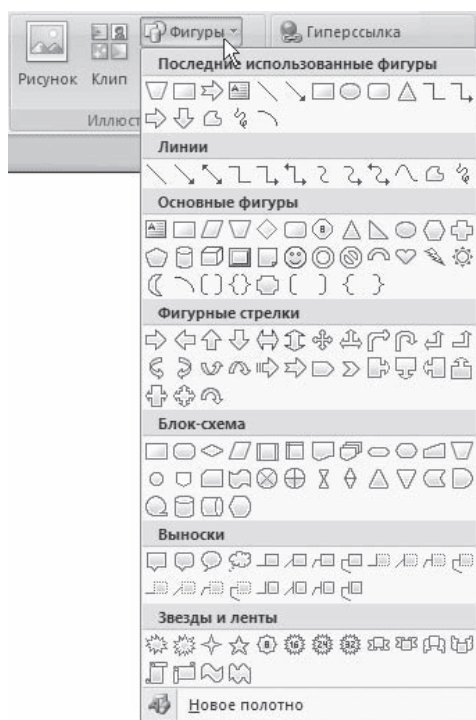 Фигуры
Гиперссылка
Рисунок Клип
Иллюст
Последние использованные фигуры
Линии
Основные фигуры
Фигурные стрелки
Блок-схема
Выноски
Звезды и ленты
Новое полотно